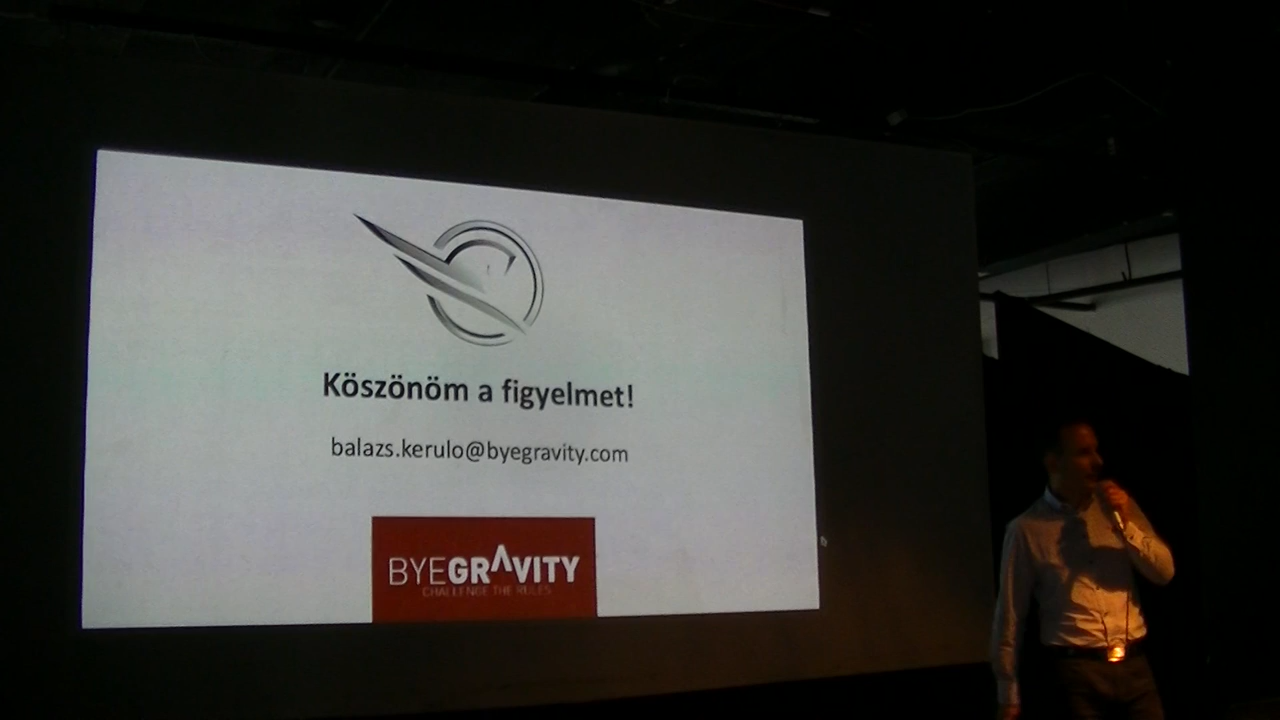 Köszönöm a figyelmet!
balazs.kerulo@byegravity.com
BYEGRAVITY
CHALLENGE THE RULES